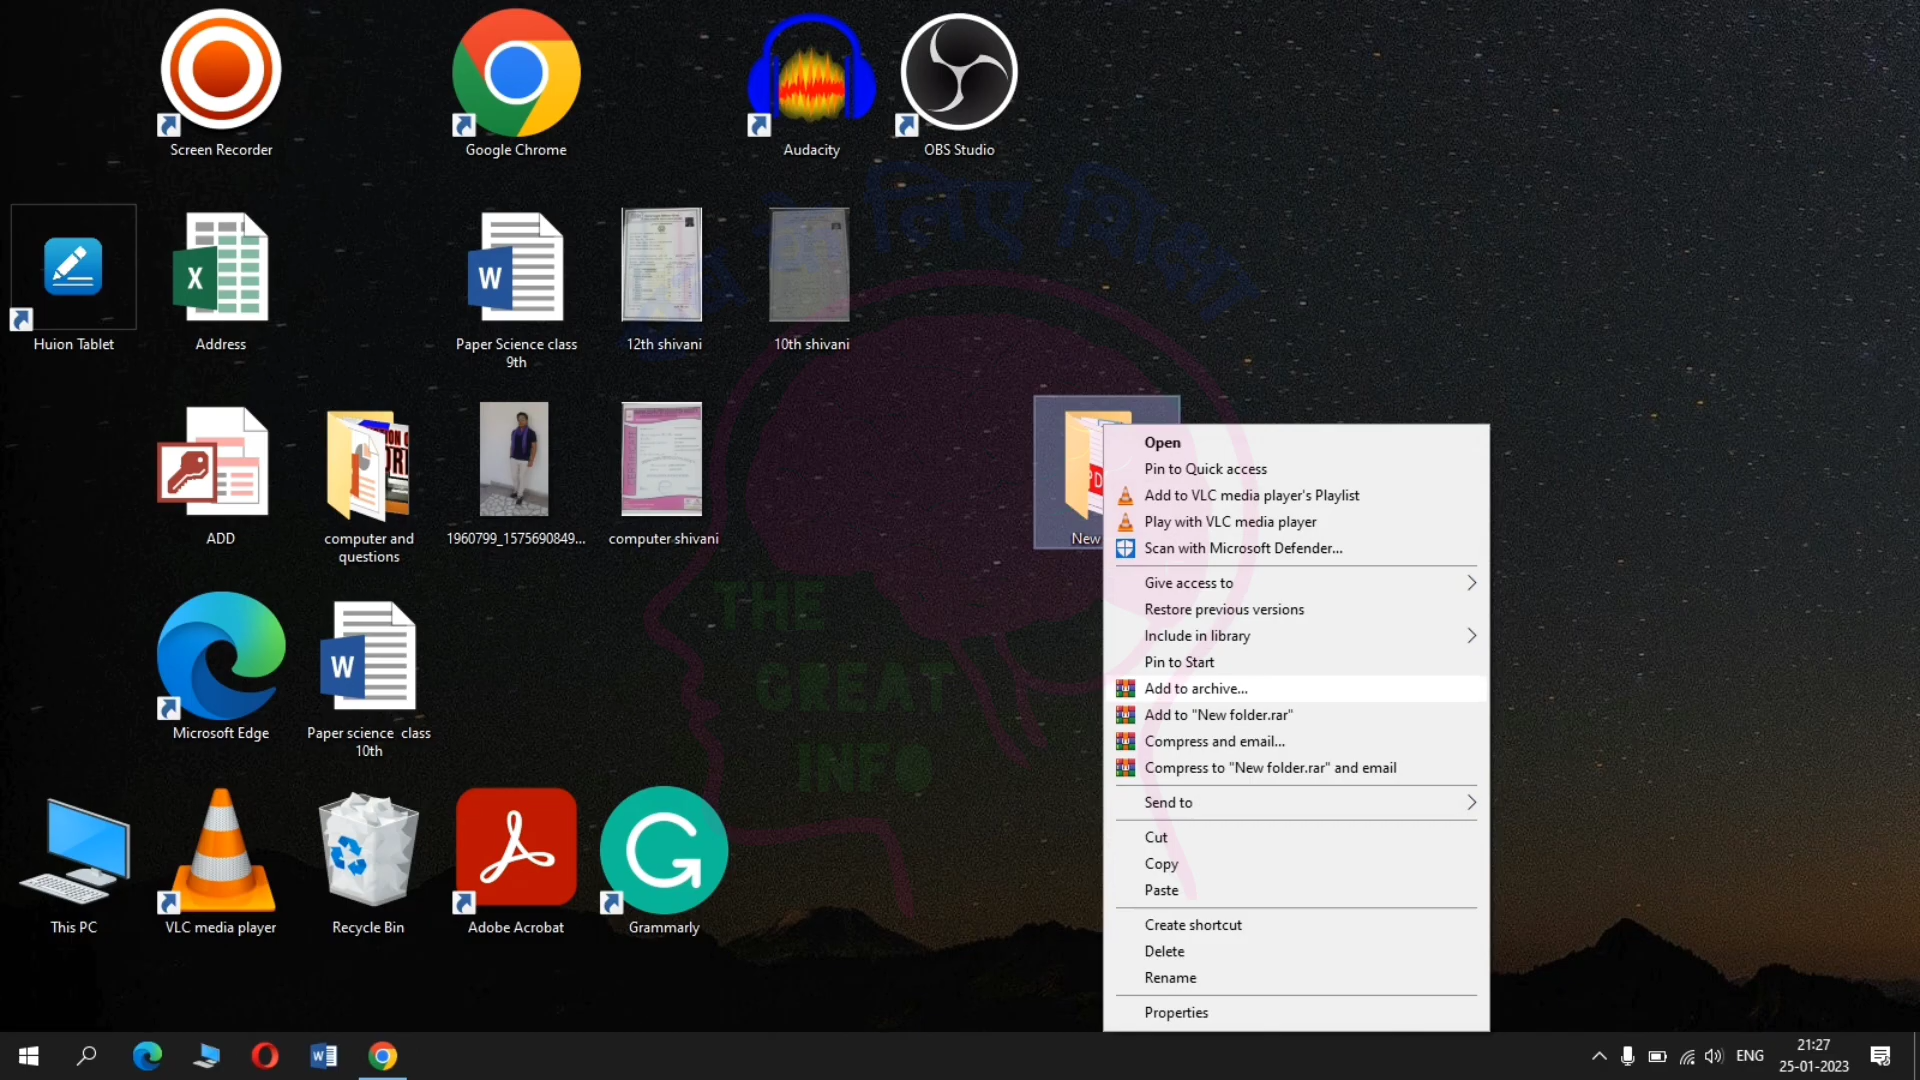 Screen Recorder
Google Chrome
Audacity
OBS Studio
के लिए शिक्षा
Huion Tablet
X
Address
W
Paper Science class
9th
12th shivani
10th shivani
ADD
computer and
questions
1960799_1575690849...
computer shivani
New
Open
Pin to Quick access
Add to VLC media player's Playlist
Play with VLC media player
Scan with Microsoft Defender...
Give access to
Restore previous versions
Include in library
Pin to Start
Add to archive...
Add to "New folder.rar"
Compress and email...
Compress to "New folder.rar" and email
Send to
Cut
Copy
Paste
Create shortcut
Delete
Rename
Properties
THE
GREAT
INFO
Microsoft Edge
W
Paper science class
10th
This PC
VLC media player
Recycle Bin
Adobe Acrobat
G
Grammarly
W
ENG
21:27
25-01-2023